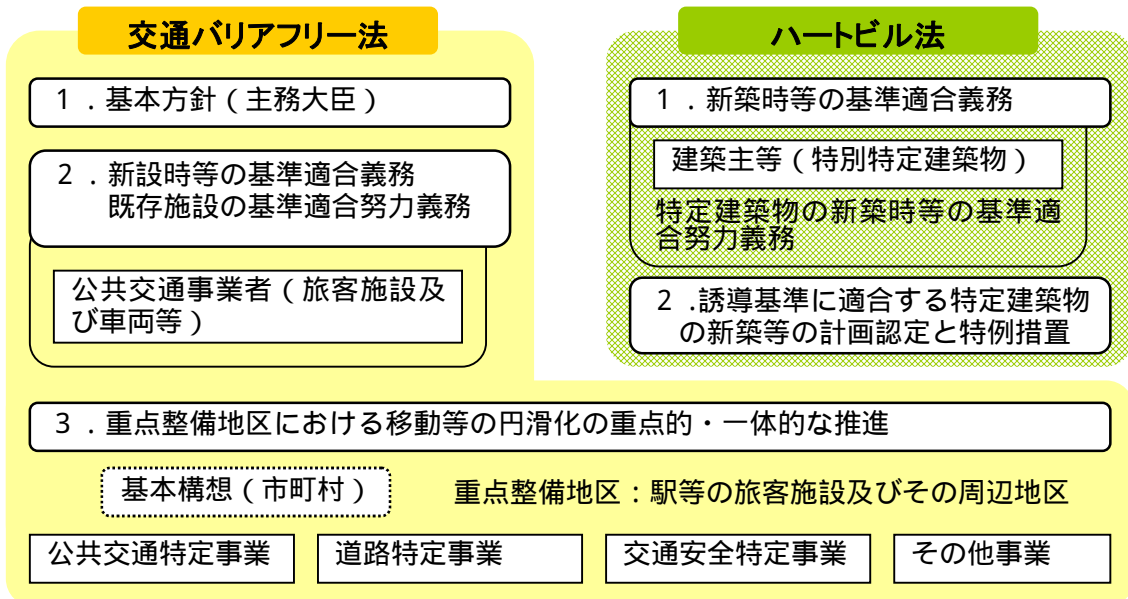 交通バリアフリー法
1．基本方針（主務大臣）
2．新設時等の基準適合義務
既存施設の基準適合努力義務
公共交通事業者（旅客施設及
び車両等）
ハートビル法
1．新築時等の基準適合義務
建築主等（特別特定建築物）
特定建築物の新築時等の基準適
合努力義務
2．誘導基準に適合する特定建築物
の新築等の計画認定と特例措置
3．重点整備地区における移動等の円滑化の重点的・一体的な推進
基本構想（市町村）
重点整備地区：駅等の旅客施設及びその周辺地区
公共交通特定事業
道路特定事業
交通安全特定事業
その他事業